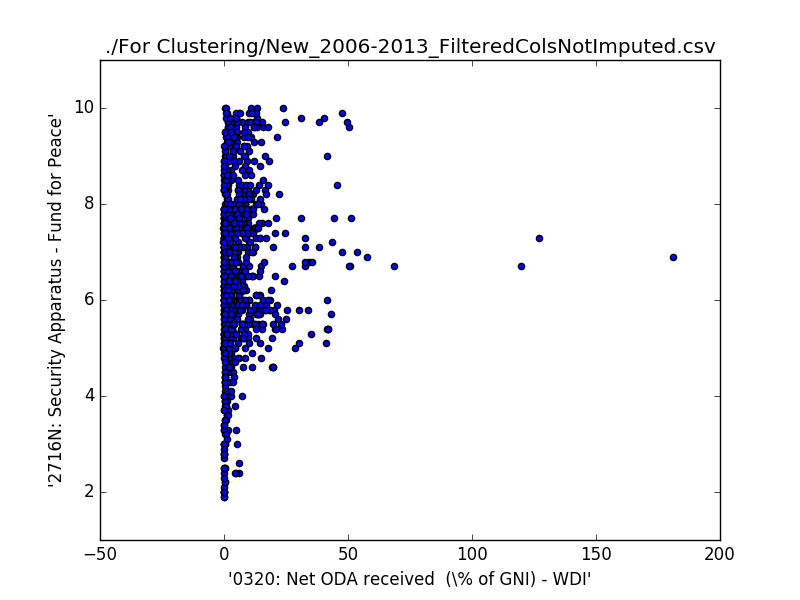 ./For Clustering/New_2006-2013_FilteredColsNotImputed.csv
'2716N: Security Apparatus - Fund for Peace'
10
8
6
4
2
−50 0 50 100 150 200
'0320: Net ODA received  (\% of GNI) - WDI'